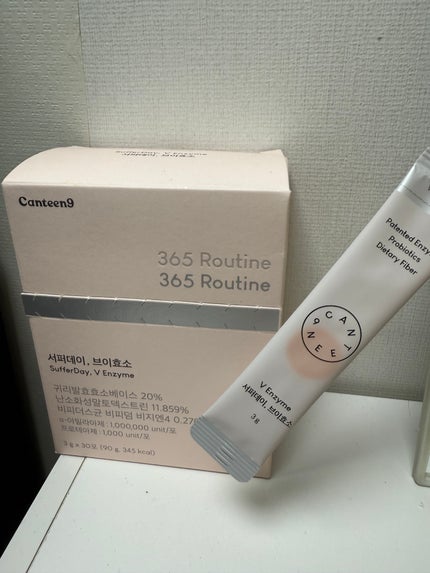 Canteen9
365 Routine
365 Routine
서퍼데이, 브이효소
SufferDay, V Enzyme
귀리발효효소베이스 20%
난소화성말토덱스트린 11.859%
비피더스균 비피덤 비지엔4 0.27
α-아밀라아제 : 1,000,000 unit/포
프로테아제 : 1,000 unit/포
3 g x 30포 (90 g, 345 kcal)
Patented Enzy
Probiotics
Dietary Fiber
CANTEEN9
V Enzyme
서퍼데이, 브이효소
3 g